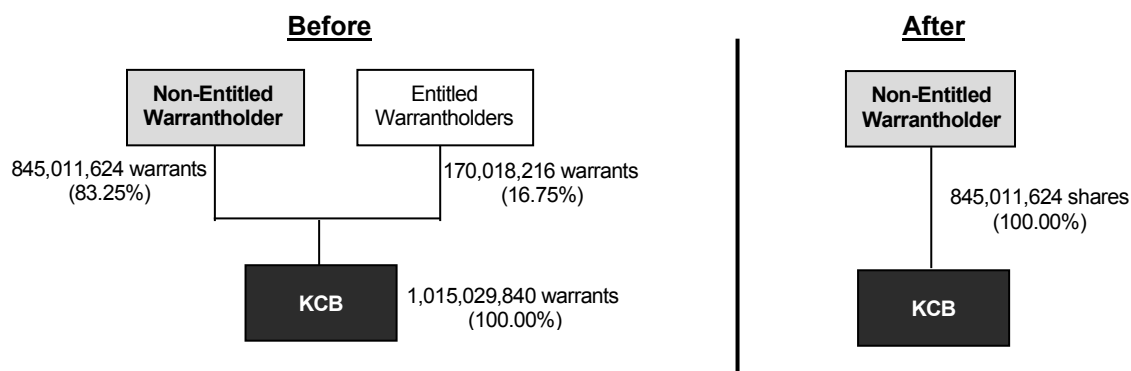 Before
Non-Entitled
Warrantholder
Entitled
Warrantholders
845,011,624 warrants
(83.25%)
170,018,216 warrants
(16.75%)
KCB
1,015,029,840 warrants
(100.00%)
After
Non-Entitled
Warrantholder
845,011,624 shares
(100.00%)
KCB